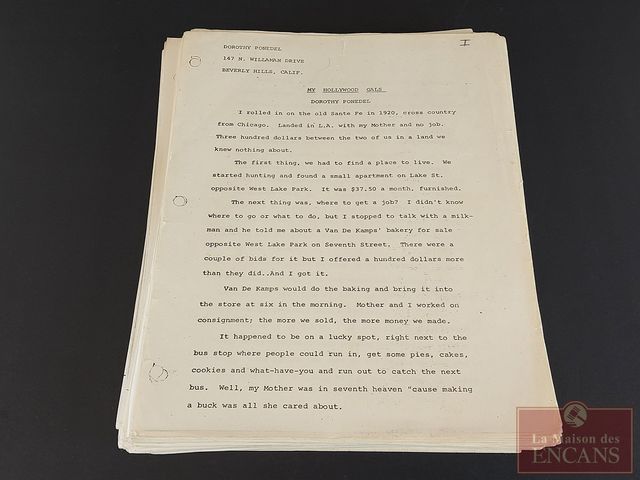 I
DOROTHY PONEDEL
147 N. WILLAMAN DRIVE
BEVERLY HILLS, CALIF.
MY HOLLYWOOD GALS
DOROTHY PONEDEL
I rolled in on the old Sante Fe in 1920, cross country
from Chicago. Landed in L.A. with my Mother and no job.
Three hundred dollars between the two of us in a land we
knew nothing about.
The first thing, we had to find a place to live. We
started hunting and found a small apartment on Lake St.
opposite West Lake Park. It was $37.50 a month, furnished.
The next thing was, where to get a job? I didn't know
where to go or what to do, but I stopped to talk with a milk-
man and he told me about a Van De Kamps' bakery for sale
opposite West Lake Park on Seventh Street. There were a
couple of bids for it but I offered a hundred dollars more
than they did..And I got it.
Van De Kamps would do the baking and bring it into
the store at six in the morning. Mother and I worked on
consignment; the more we sold, the more money we made.
It happened to be on a lucky spot, right next to the
bus stop where people could run in, get some pies, cakes,
cookies and what-have-you and run out to catch the next
bus. Well, my Mother was in seventh heaven "cause making
a buck was all she cared about.
La Maison des
ENCANS